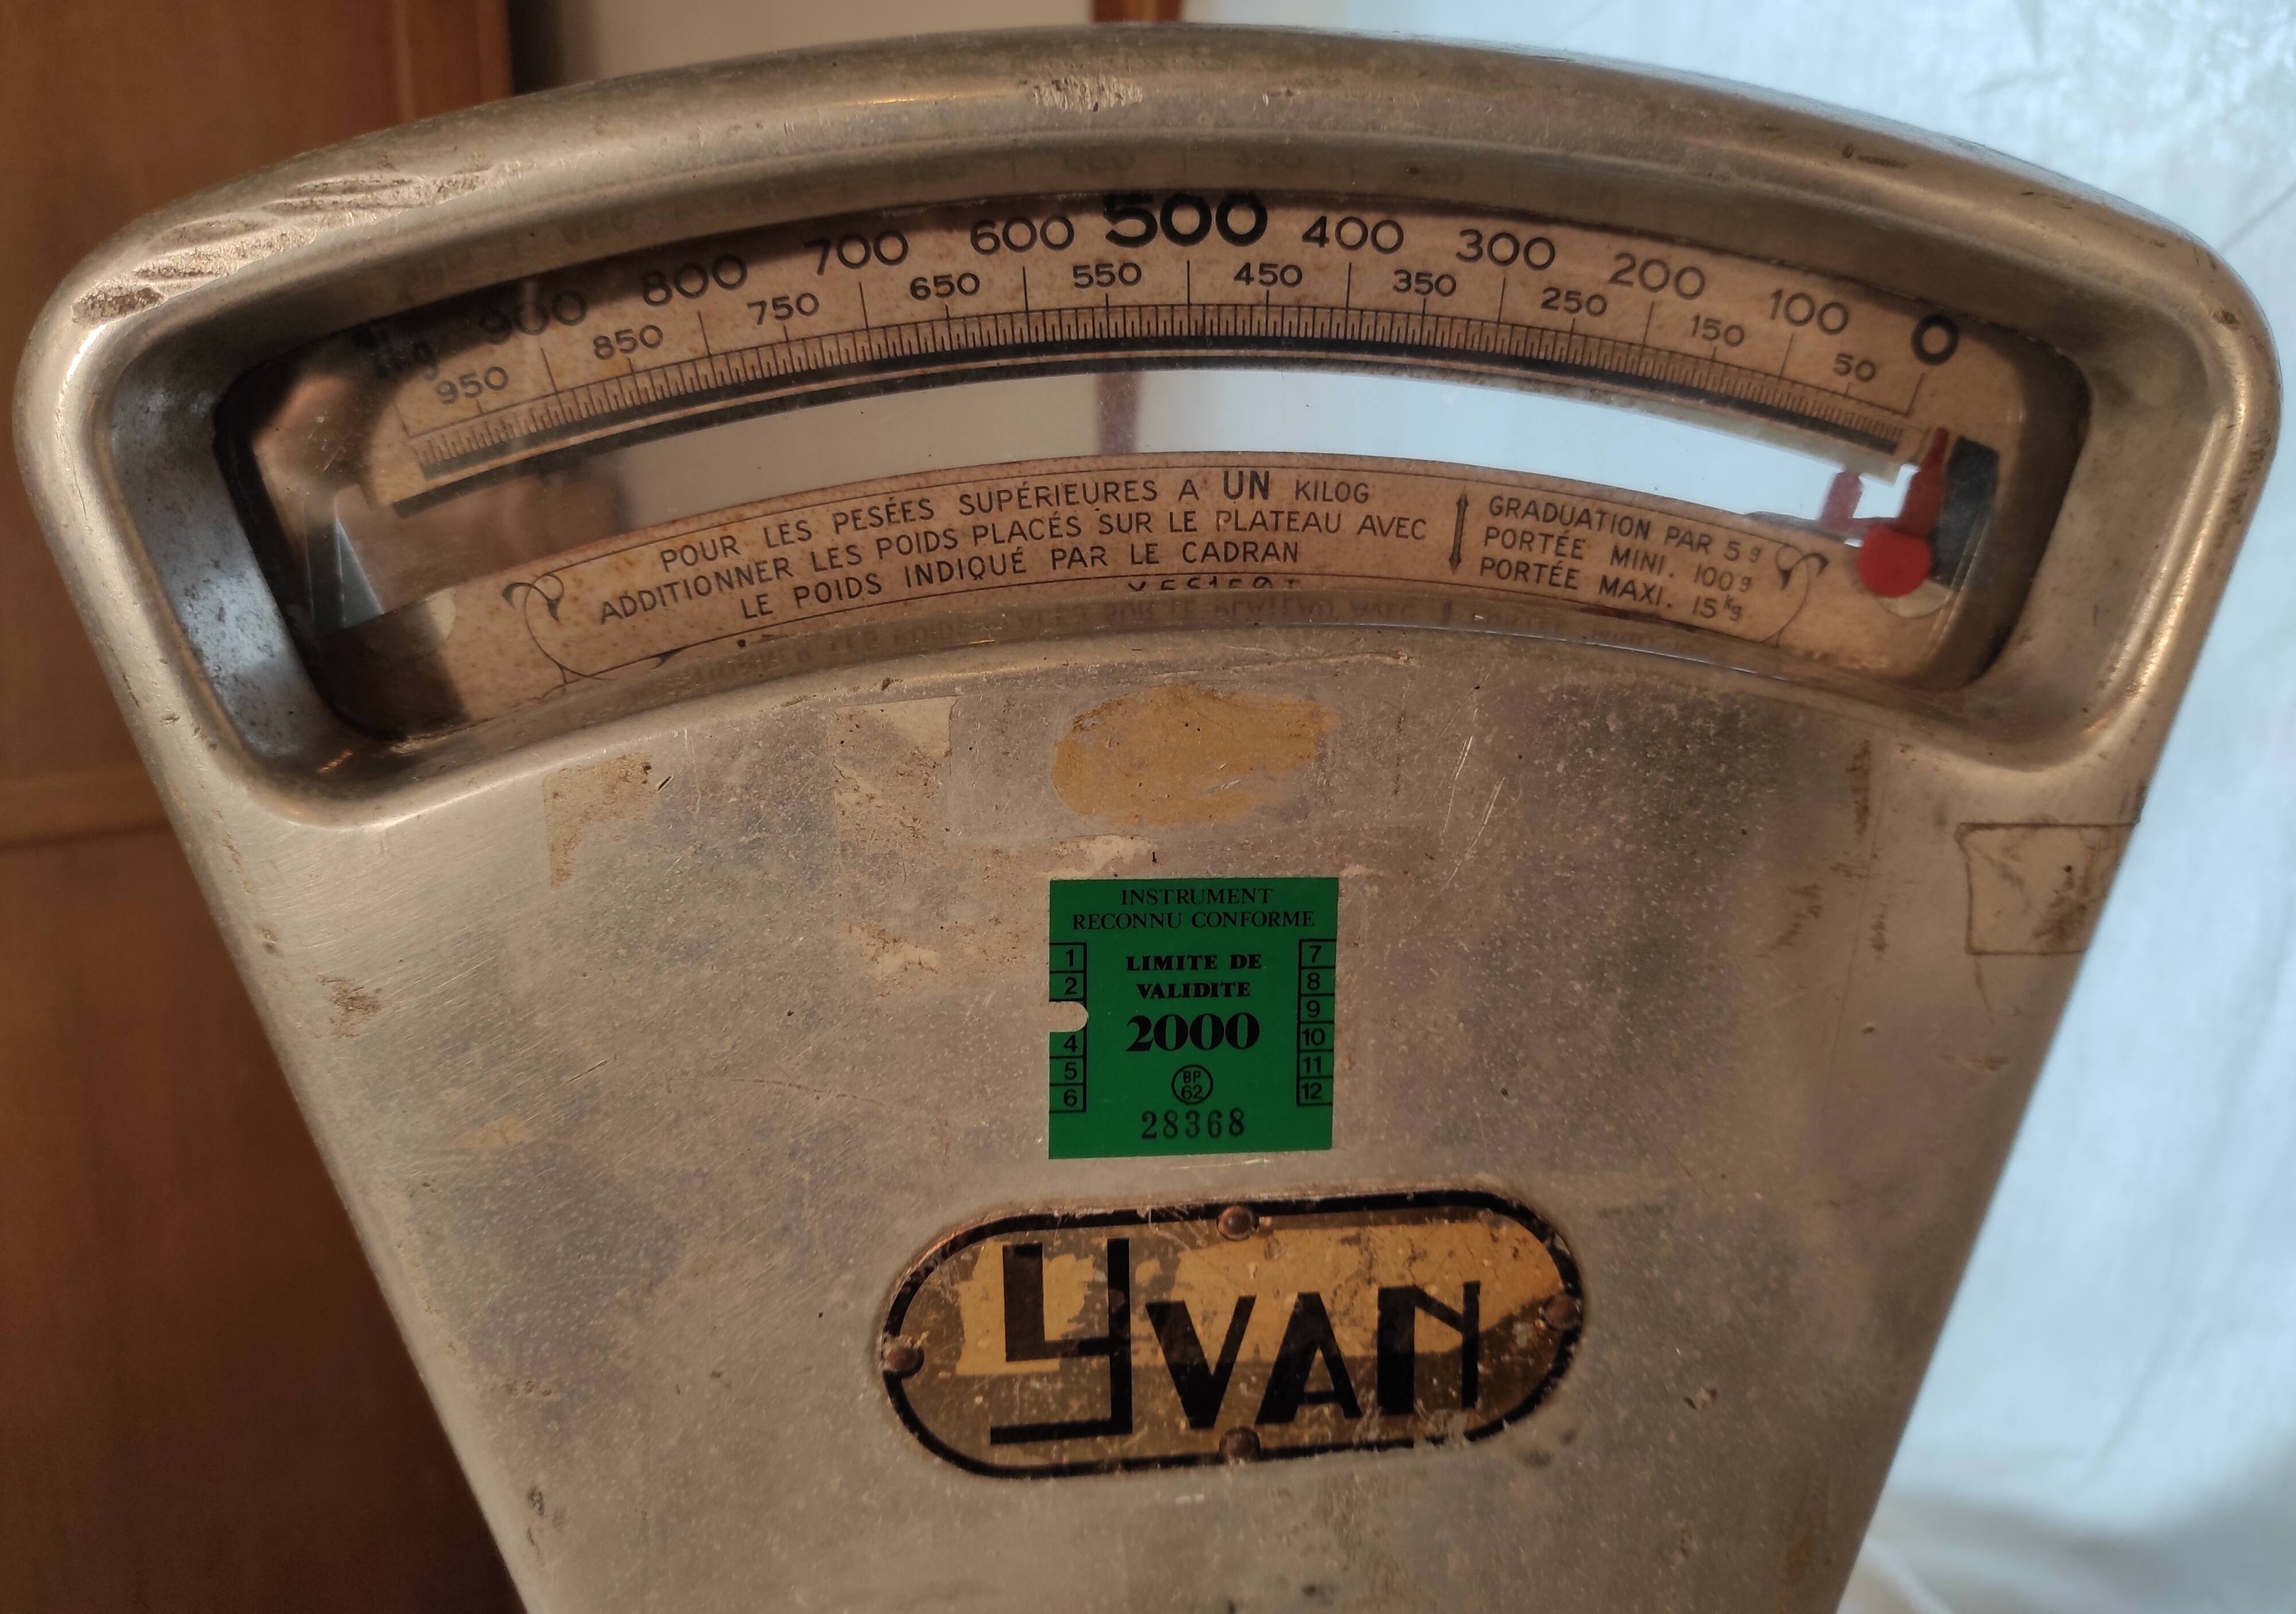 1kg 900 800 700 600 500 400 300 200 100 0
950 850 750 650 550 450 350 250 150 50
POUR LES PESÉES SUPÉRIEURES A UN KILOG
ADDITIONNER LES POIDS PLACÉS SUR LE PLATEAU AVEC
LE POIDS INDIQUÉ PAR LE CADRAN
GRADUATION PAR 5 g
PORTÉE MINI. 100 g
PORTÉE MAXI. 15 kg
INSTRUMENT
RECONNU CONFORME
LIMITE DE
VALIDITE
2000
BP
62
28368
1
2
4
5
6
7
8
9
10
11
12
YVAN